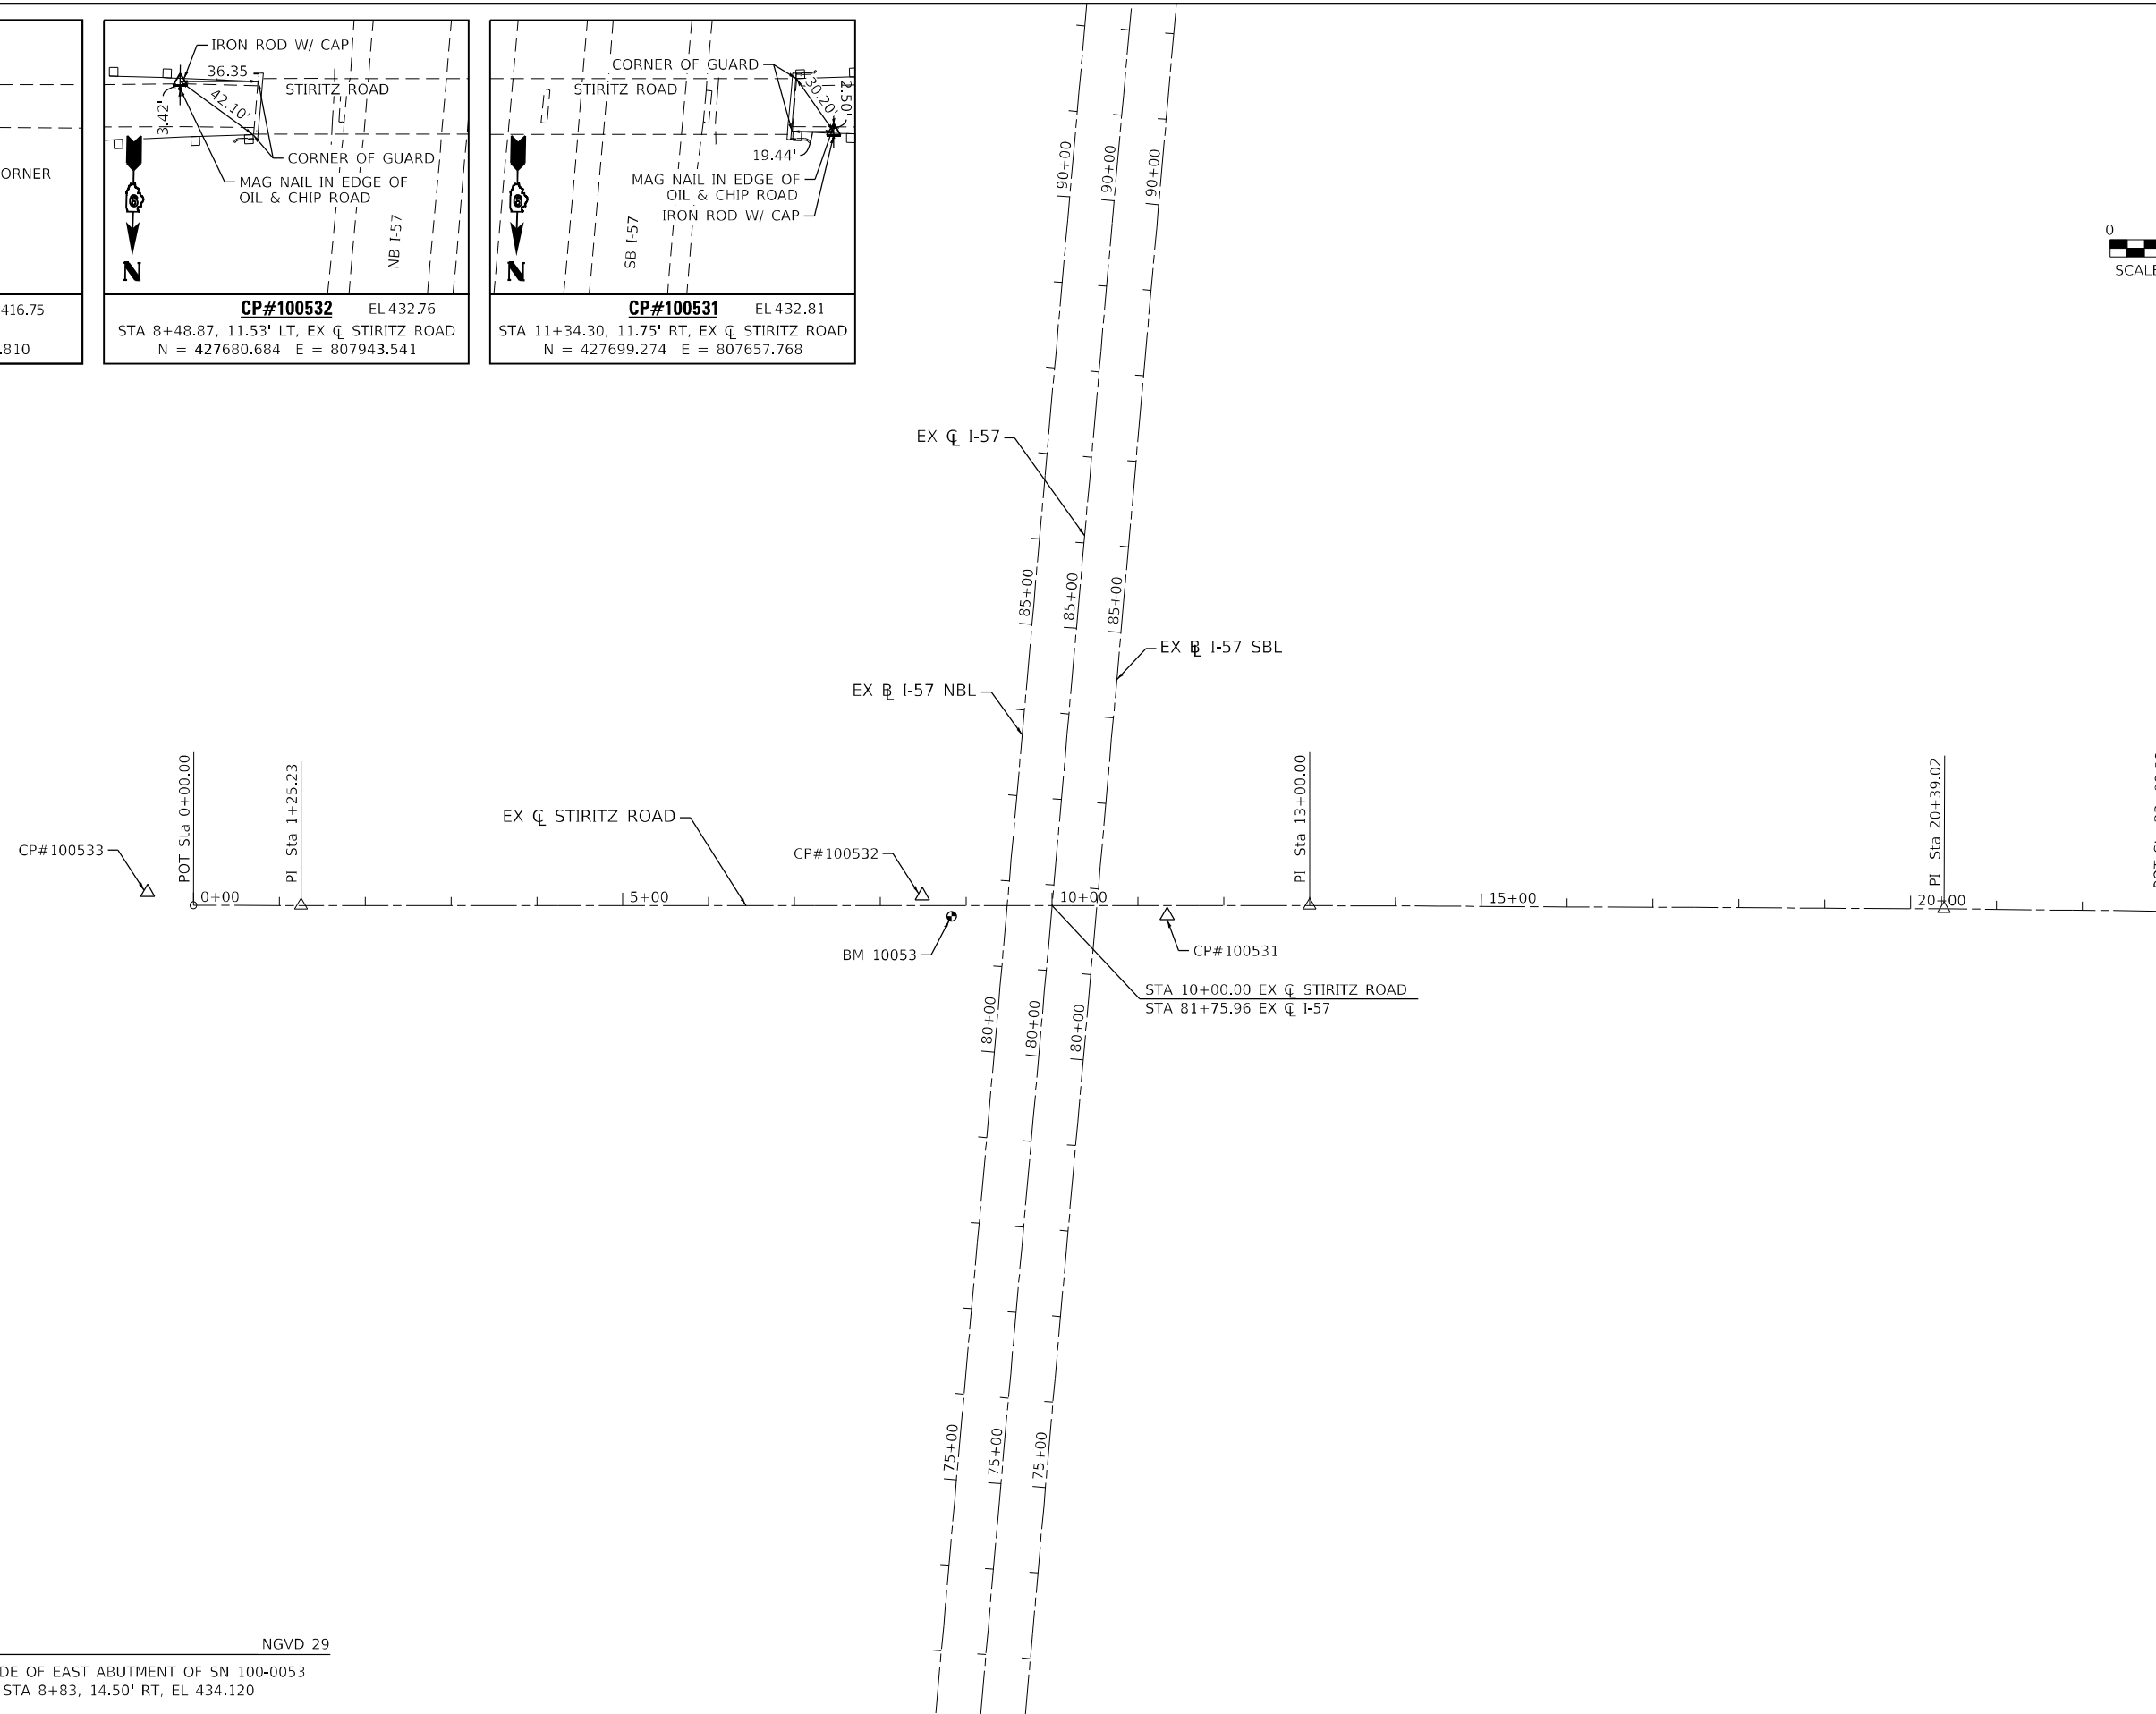 ORNER
416.75
.810
IRON ROD W/ CAP
36.35'
STIRITZ ROAD
42.10'
3.42'
CORNER OF GUARD
MAG NAIL IN EDGE OF
OIL & CHIP ROAD
NB I-57
6
N
CP#100532 EL 432.76
STA 8+48.87, 11.53' LT, EX ℄ STIRITZ ROAD
N = 427680.684 E = 807943.541
CORNER OF GUARD
STIRITZ ROAD
30.20'
2.50'
19.44'
MAG NAIL IN EDGE OF
OIL & CHIP ROAD
IRON ROD W/ CAP
SB I-57
6
N
CP#100531 EL 432.81
STA 11+34.30, 11.75' RT, EX ℄ STIRITZ ROAD
N = 427699.274 E = 807657.768
0
SCALE
90+00
90+00
90+00
EX ℄ I-57
85+00
85+00
85+00
EX BL I-57 SBL
EX BL I-57 NBL
POT Sta 0+00.00
PI Sta 1+25.23
EX ℄ STIRITZ ROAD
PI Sta 13+00.00
PI Sta 20+39.02
CP#100533
CP#100532
0+00
5+00
10+00
15+00
20+00
BM 10053
CP#100531
STA 10+00.00 EX ℄ STIRITZ ROAD
STA 81+75.96 EX ℄ I-57
80+00
80+00
80+00
75+00
75+00
75+00
NGVD 29
DE OF EAST ABUTMENT OF SN 100-0053
STA 8+83, 14.50' RT, EL 434.120